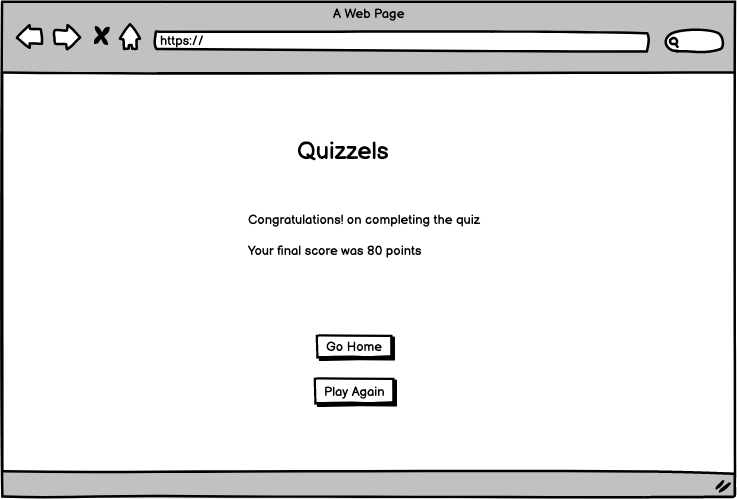 A Web Page
https://
Quizzels
Congratulations! on completing the quiz
Your final score was 80 points
Go Home
Play Again